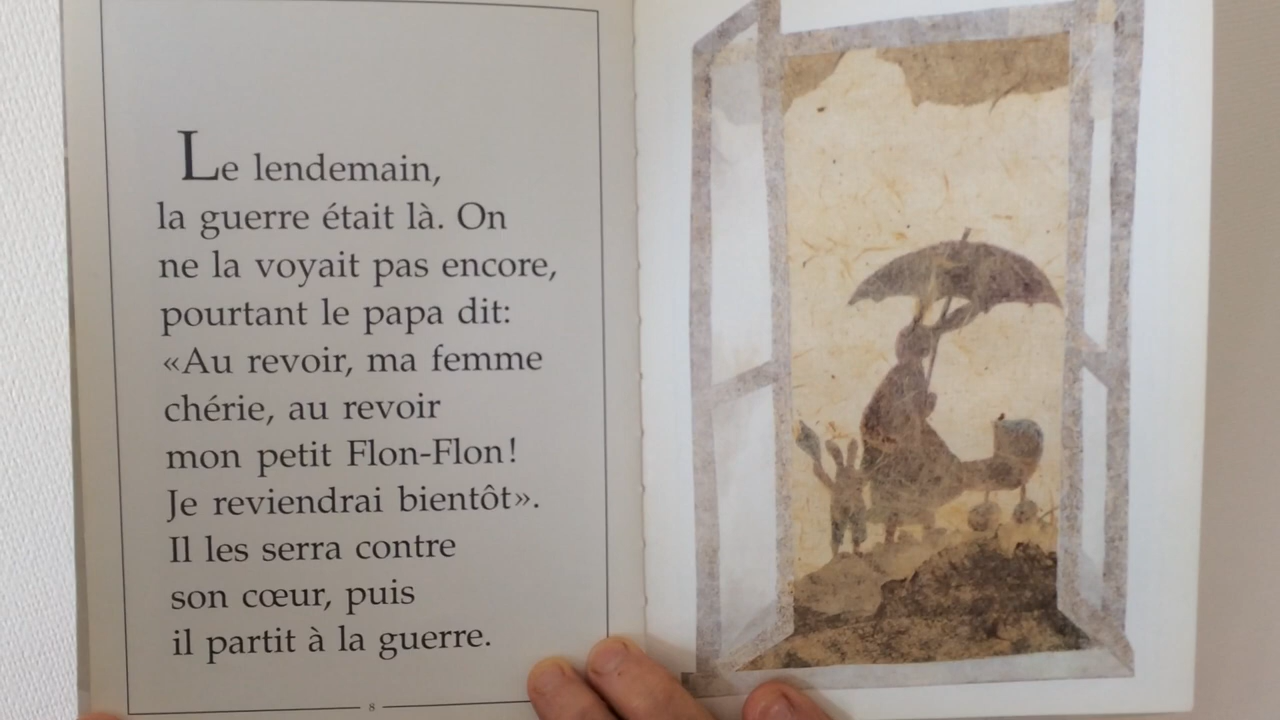 Le lendemain,
la guerre était là. On
ne la voyait pas encore,
pourtant le papa dit:
«Au revoir, ma femme
chérie, au revoir
mon petit Flon-Flon!
Je reviendrai bientôt».
Il les serra contre
son cœur, puis
il partit à la guerre.
8